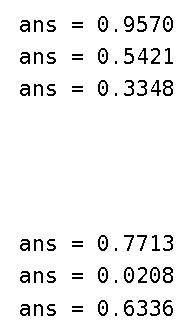 ans = 0.9570
ans = 0.5421
ans = 0.3348
ans = 0.7713
ans = 0.0208
ans = 0.6336